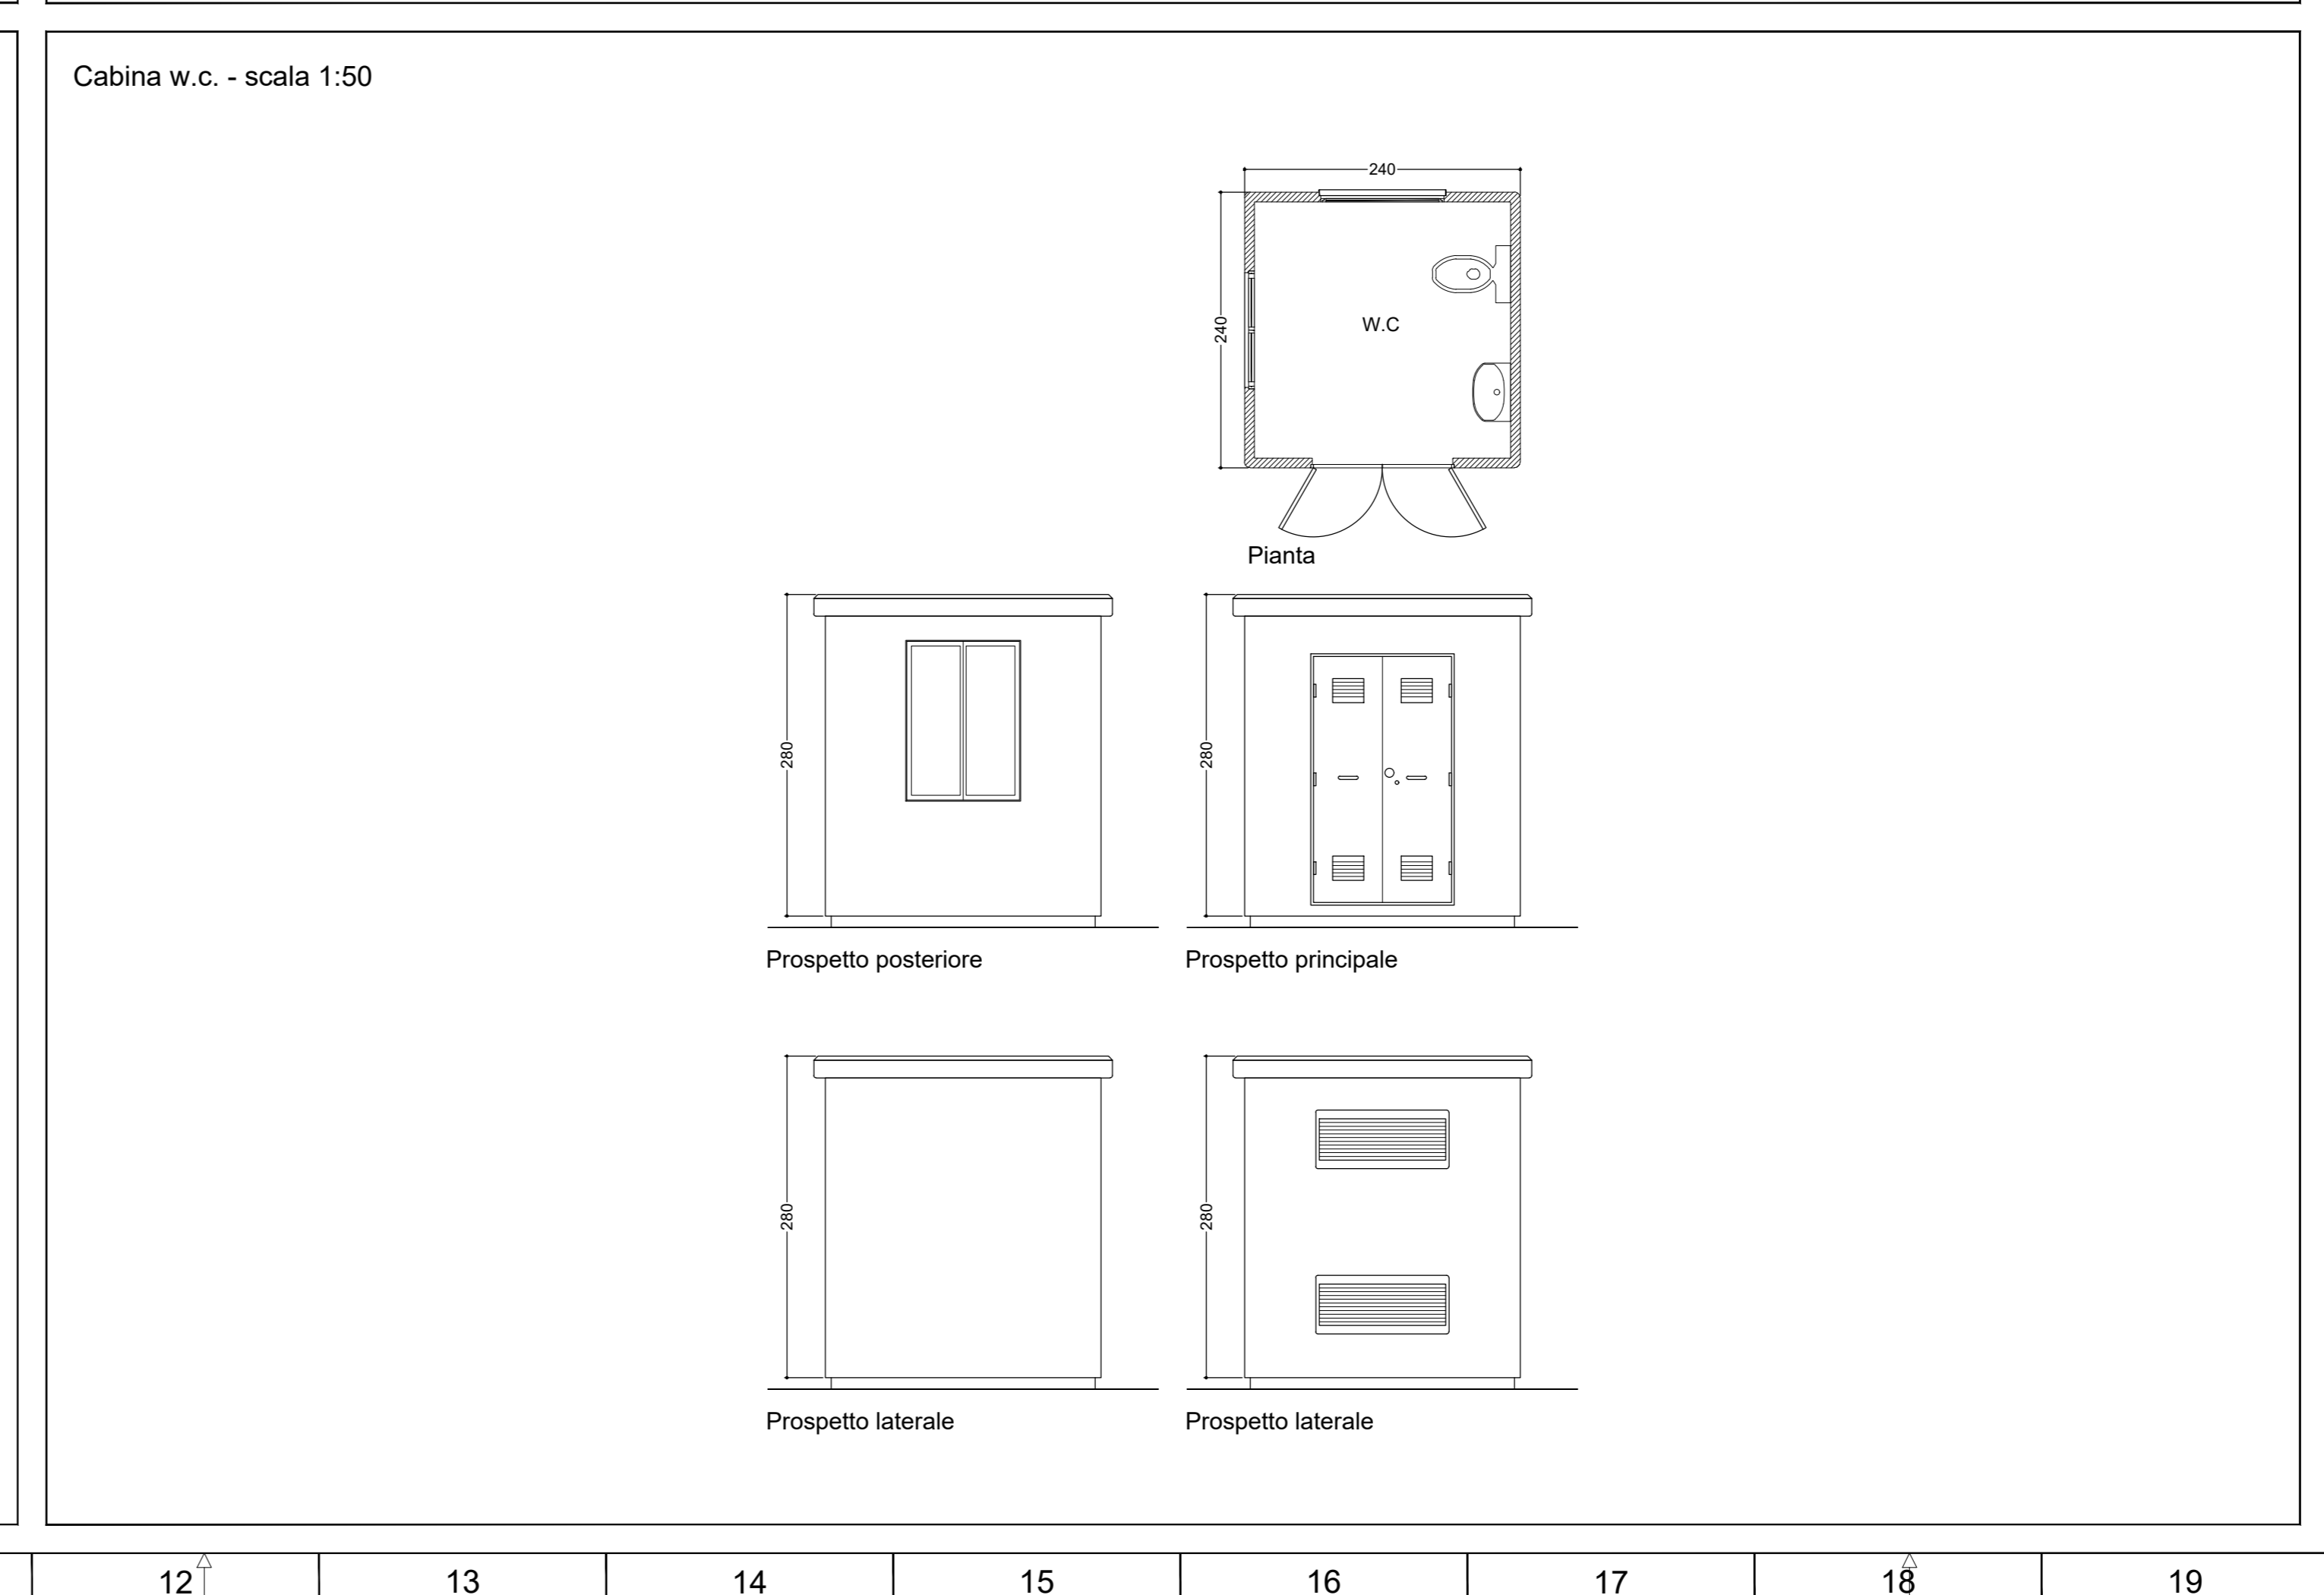 Cabina w.c. - scala 1:50
240
240
W.C
Pianta
280
280
Prospetto posteriore
Prospetto principale
280
280
Prospetto laterale
Prospetto laterale
12
13
14
15
16
17
18
19